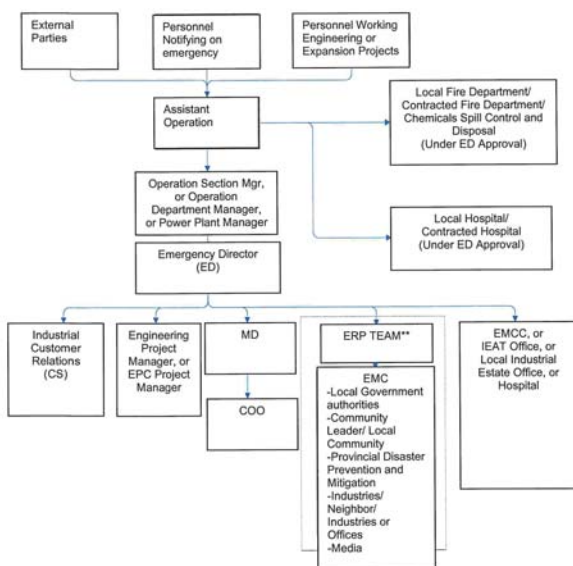 External
Parties
Personnel
Notifying on
emergency
Personnel Working
Engineering or
Expansion Projects
Assistant
Operation
Local Fire Department/
Contracted Fire Department/
Chemicals Spill Control and
Disposal
(Under ED Approval)
Operation Section Mgr,
or Operation
Department Manager,
or Power Plant Manager
Local Hospital/
Contracted Hospital
(Under ED Approval)
Emergency Director
(ED)
Industrial
Customer
Relations
(CS)
Engineering
Project
Manager, or
EPC Project
Manager
MD
COO
ERP TEAM**
EMC
-Local Government
authorities
-Community
Leader/ Local
Community
-Provincial Disaster
Prevention and
Mitigation
-Industries/
Neighbor/
Industries or
Offices
-Media
EMCC, or
IEAT Office, or
Local Industrial
Estate Office, or
Hospital